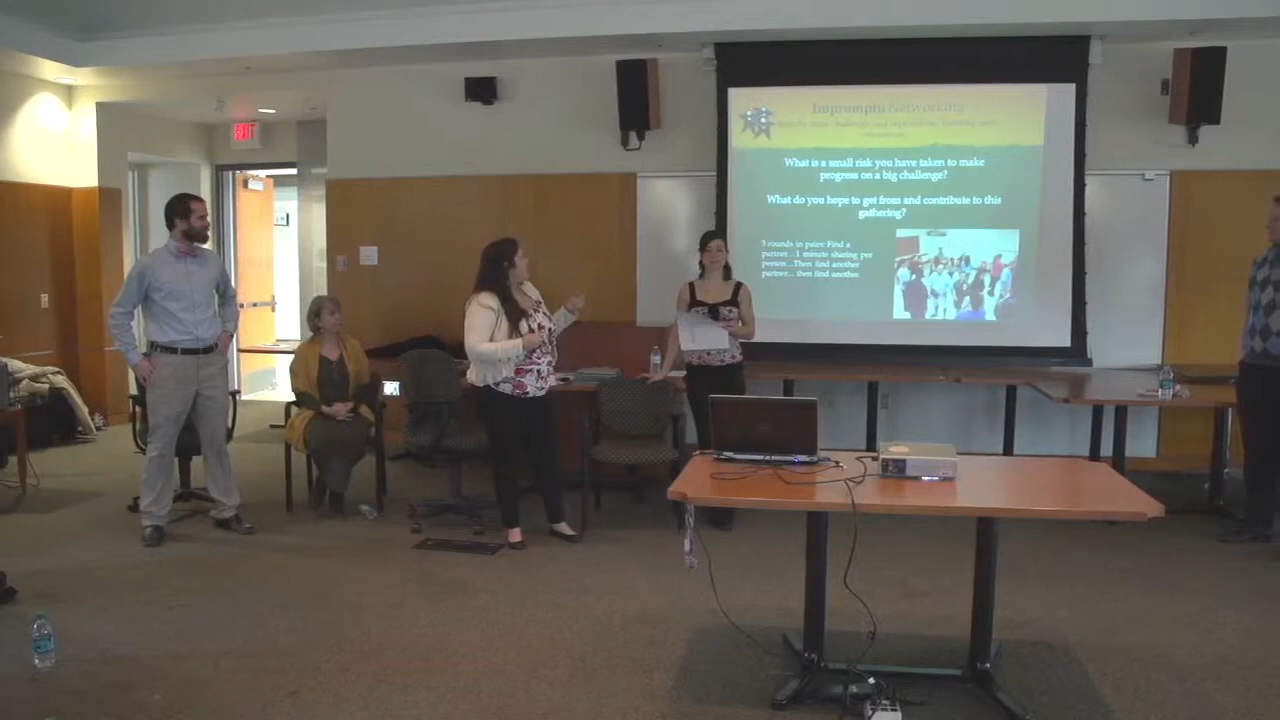 EXIT
Impromptu Networking
What is a small risk you have taken to make
progress on a big challenge?
What do you hope to get from and contribute to this
gathering?
3 rounds in pairs: Find a
partner... 1 minute sharing per
person... Then find another
partner... then find another.